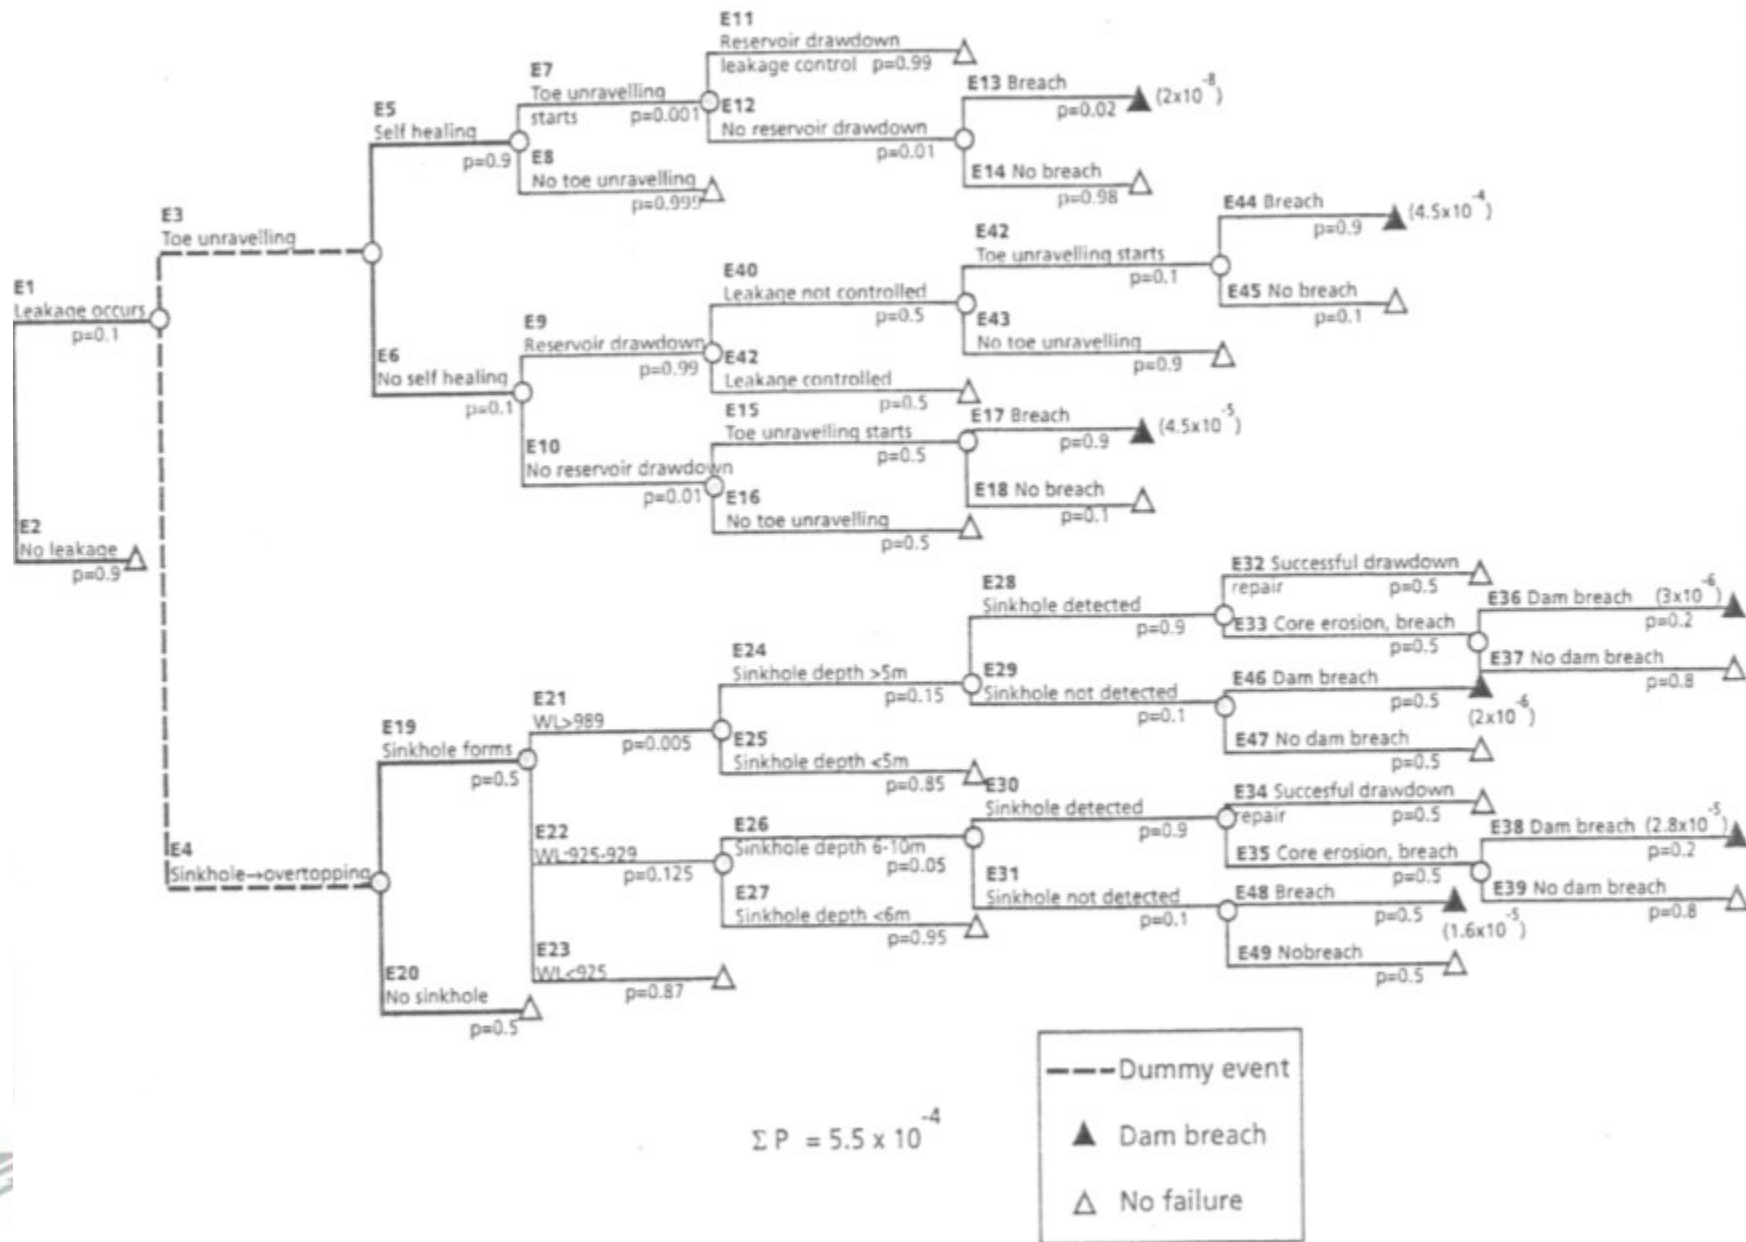 E11
Reservoir drawdown
leakage control p=0.99
E7
Toe unravelling
starts
p=0.001
E12
No reservoir drawdown
p=0.01
E13 Breach
p=0.02
(2x10-8)
E14 No breach
p=0.98
E5
Self healing
p=0.9
E8
No toe unravelling
p=0.999
E3
Toe unravelling
E1
Leakage occurs
p=0.1
E6
No self healing
p=0.1
E9
Reservoir drawdown
p=0.99
E40
Leakage not controlled
p=0.5
E42
Toe unravelling starts
p=0.1
E44 Breach
p=0.9
(4.5x10-4)
E45 No breach
p=0.1
E43
No toe unravelling
p=0.9
E42
Leakage controlled
p=0.5
E10
No reservoir drawdown
p=0.01
E15
Toe unravelling starts
p=0.5
E17 Breach
p=0.9
(4.5x10-5)
E18 No breach
p=0.1
E16
No toe unravelling
p=0.5
E2
No leakage
p=0.9
E4
Sinkhole→overtopping
E19
Sinkhole forms
p=0.5
E21
WL>989
p=0.005
E24
Sinkhole depth >5m
p=0.15
E28
Sinkhole detected
p=0.9
E32 Successful drawdown
repair
p=0.5
E33 Core erosion, breach
p=0.5
E36 Dam breach (3x10-6)
p=0.2
E37 No dam breach
p=0.8
E29
Sinkhole not detected
p=0.1
E46 Dam breach
p=0.5
(2x10-6)
E47 No dam breach
p=0.5
E25
Sinkhole depth <5m
p=0.85
E22
WL:925-929
p=0.125
E26
Sinkhole depth 6-10m
p=0.05
E30
Sinkhole detected
p=0.9
E34 Succesful drawdown
repair
p=0.5
E35 Core erosion, breach
p=0.5
E38 Dam breach (2.8x10-5)
p=0.2
E39 No dam breach
p=0.8
E31
Sinkhole not detected
p=0.1
E48 Breach
p=0.5
(1.6x10-5)
E49 Nobreach
p=0.5
E27
Sinkhole depth <6m
p=0.95
E23
WL<925
p=0.87
E20
No sinkhole
p=0.5
Σ P = 5.5 x 10-4
Dummy event
Dam breach
No failure